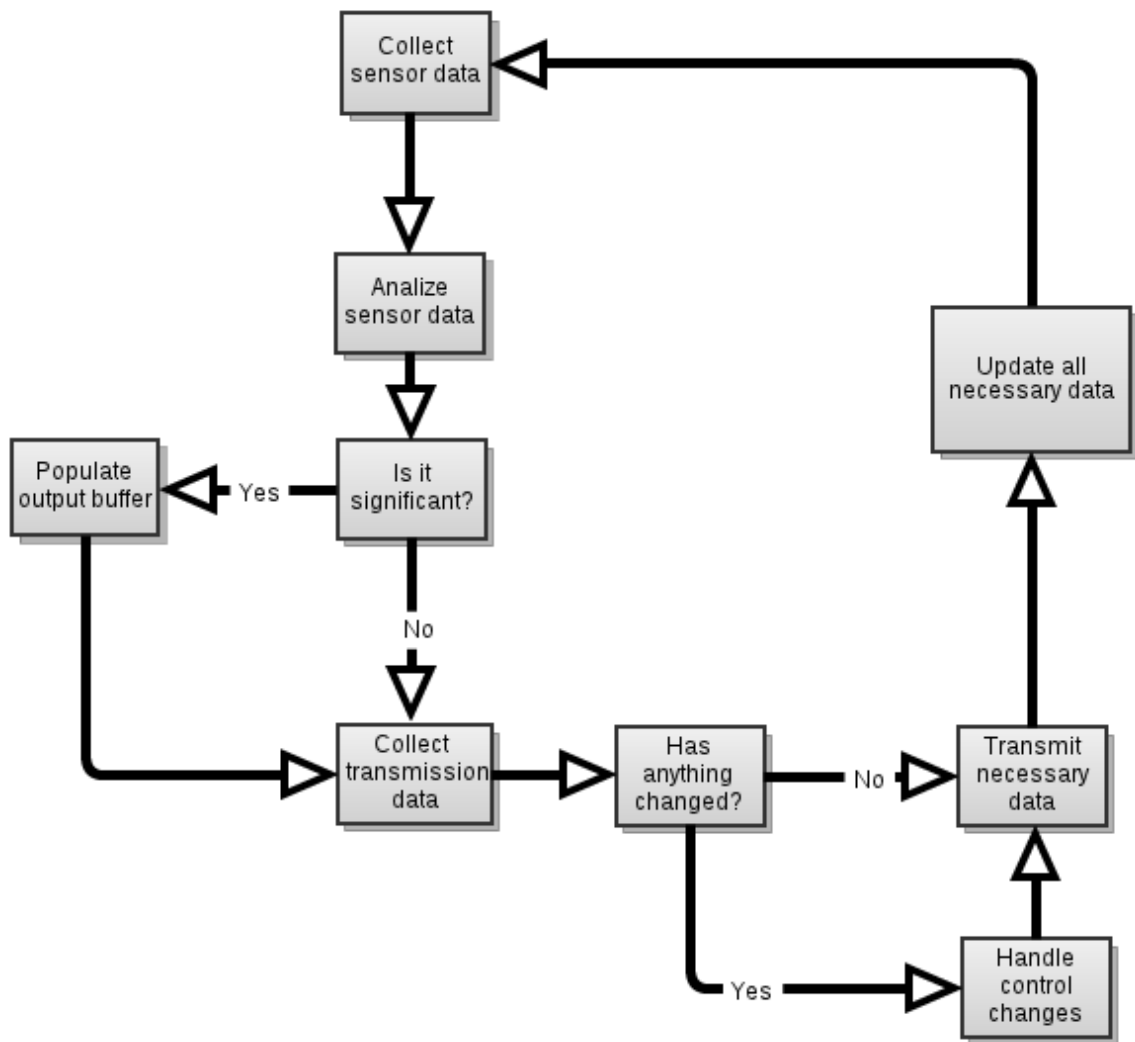 Collect
sensor data
Analize
sensor data
Update all
necessary data
Populate
output buffer
Yes
Is it
significant?
No
Collect
transmission
data
Has
anything
changed?
No
Transmit
necessary
data
Yes
Handle
control
changes